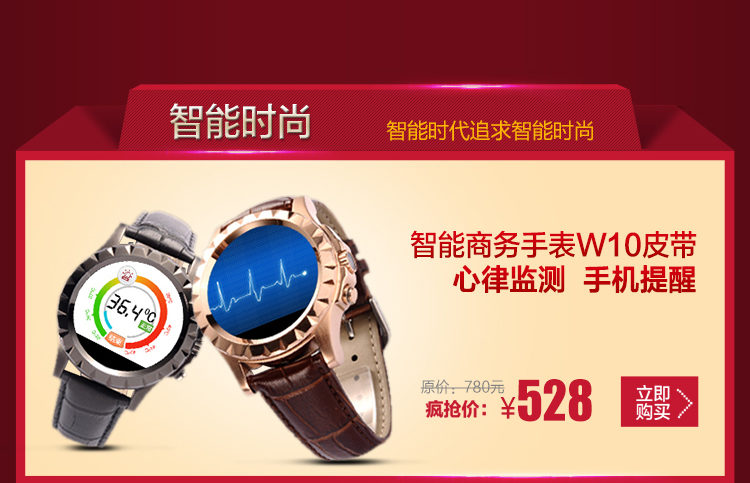 智能时尚
智能时代追求智能时尚
智能商务手表W10皮带
心律监测 手机提醒
36.4℃
原价：780元
疯抢价：¥528
立即
购买